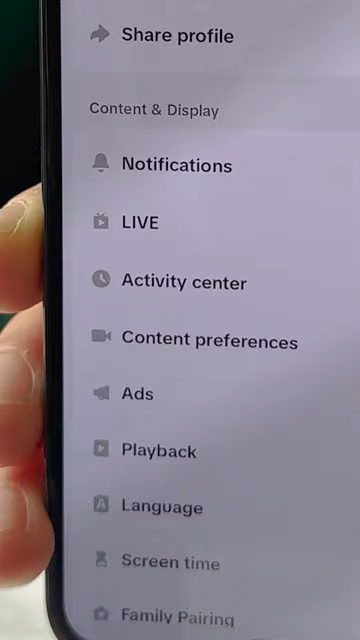 Share profile
Content & Display
Notifications
LIVE
Activity center
Content preferences
Ads
Playback
Language
Screen time
Family Pairing